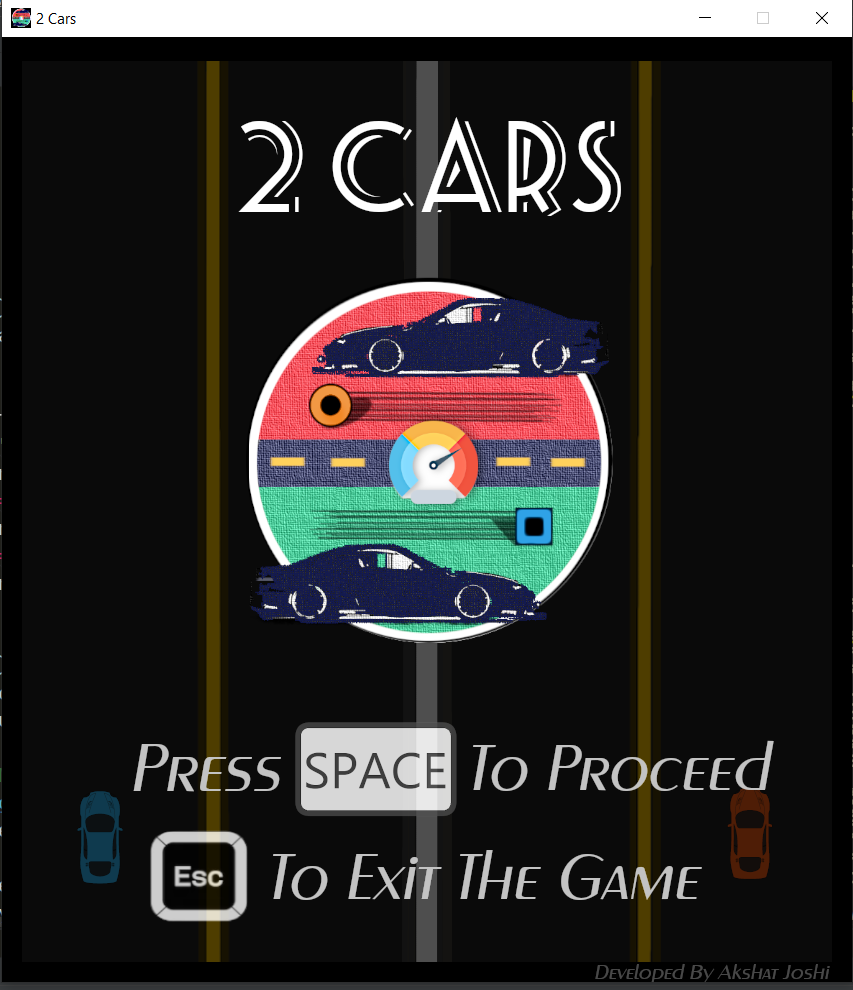 2 Cars
2 CARS
Press SPACE To Proceed
Esc To Exit The Game
Developed By Akshat Joshi